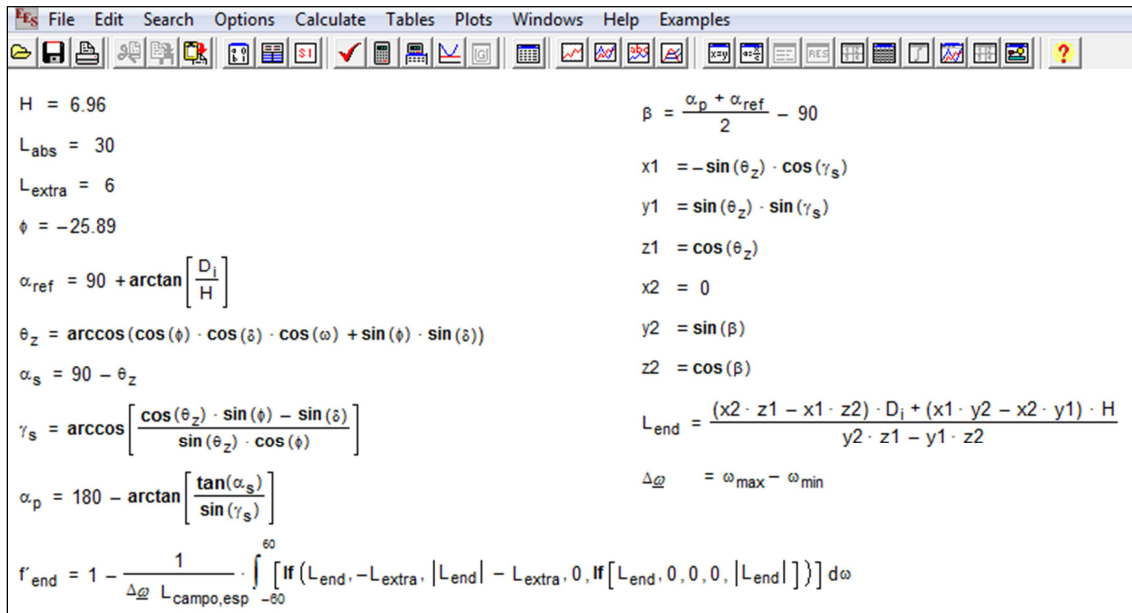 EES File Edit Search Options Calculate Tables Plots Windows Help Examples
H = 6.96
L_abs = 30
L_extra = 6
ϕ = −25.89
α_ref = 90 + arctan[D_i / H]
θ_z = arccos(cos(ϕ) · cos(δ) · cos(ω) + sin(ϕ) · sin(δ))
α_s = 90 − θ_z
γ_s = arccos[(cos(θ_z) · sin(ϕ) − sin(δ)) / (sin(θ_z) · cos(ϕ))]
α_p = 180 − arctan[tan(α_s) / sin(γ_s)]
β = (α_p + α_ref) / 2 − 90
x1 = − sin(θ_z) · cos(γ_s)
y1 = sin(θ_z) · sin(γ_s)
z1 = cos(θ_z)
x2 = 0
y2 = sin(β)
z2 = cos(β)
L_end = ((x2 · z1 − x1 · z2) · D_i + (x1 · y2 − x2 · y1) · H) / (y2 · z1 − y1 · z2)
Δω = ω_max − ω_min
f'_end = 1 − 1 / (Δω L_campo,esp) · ∫_{−60}^{60} [If(L_end, −L_extra, |L_end| − L_extra, 0, If[L_end, 0, 0, 0, |L_end|])] dω